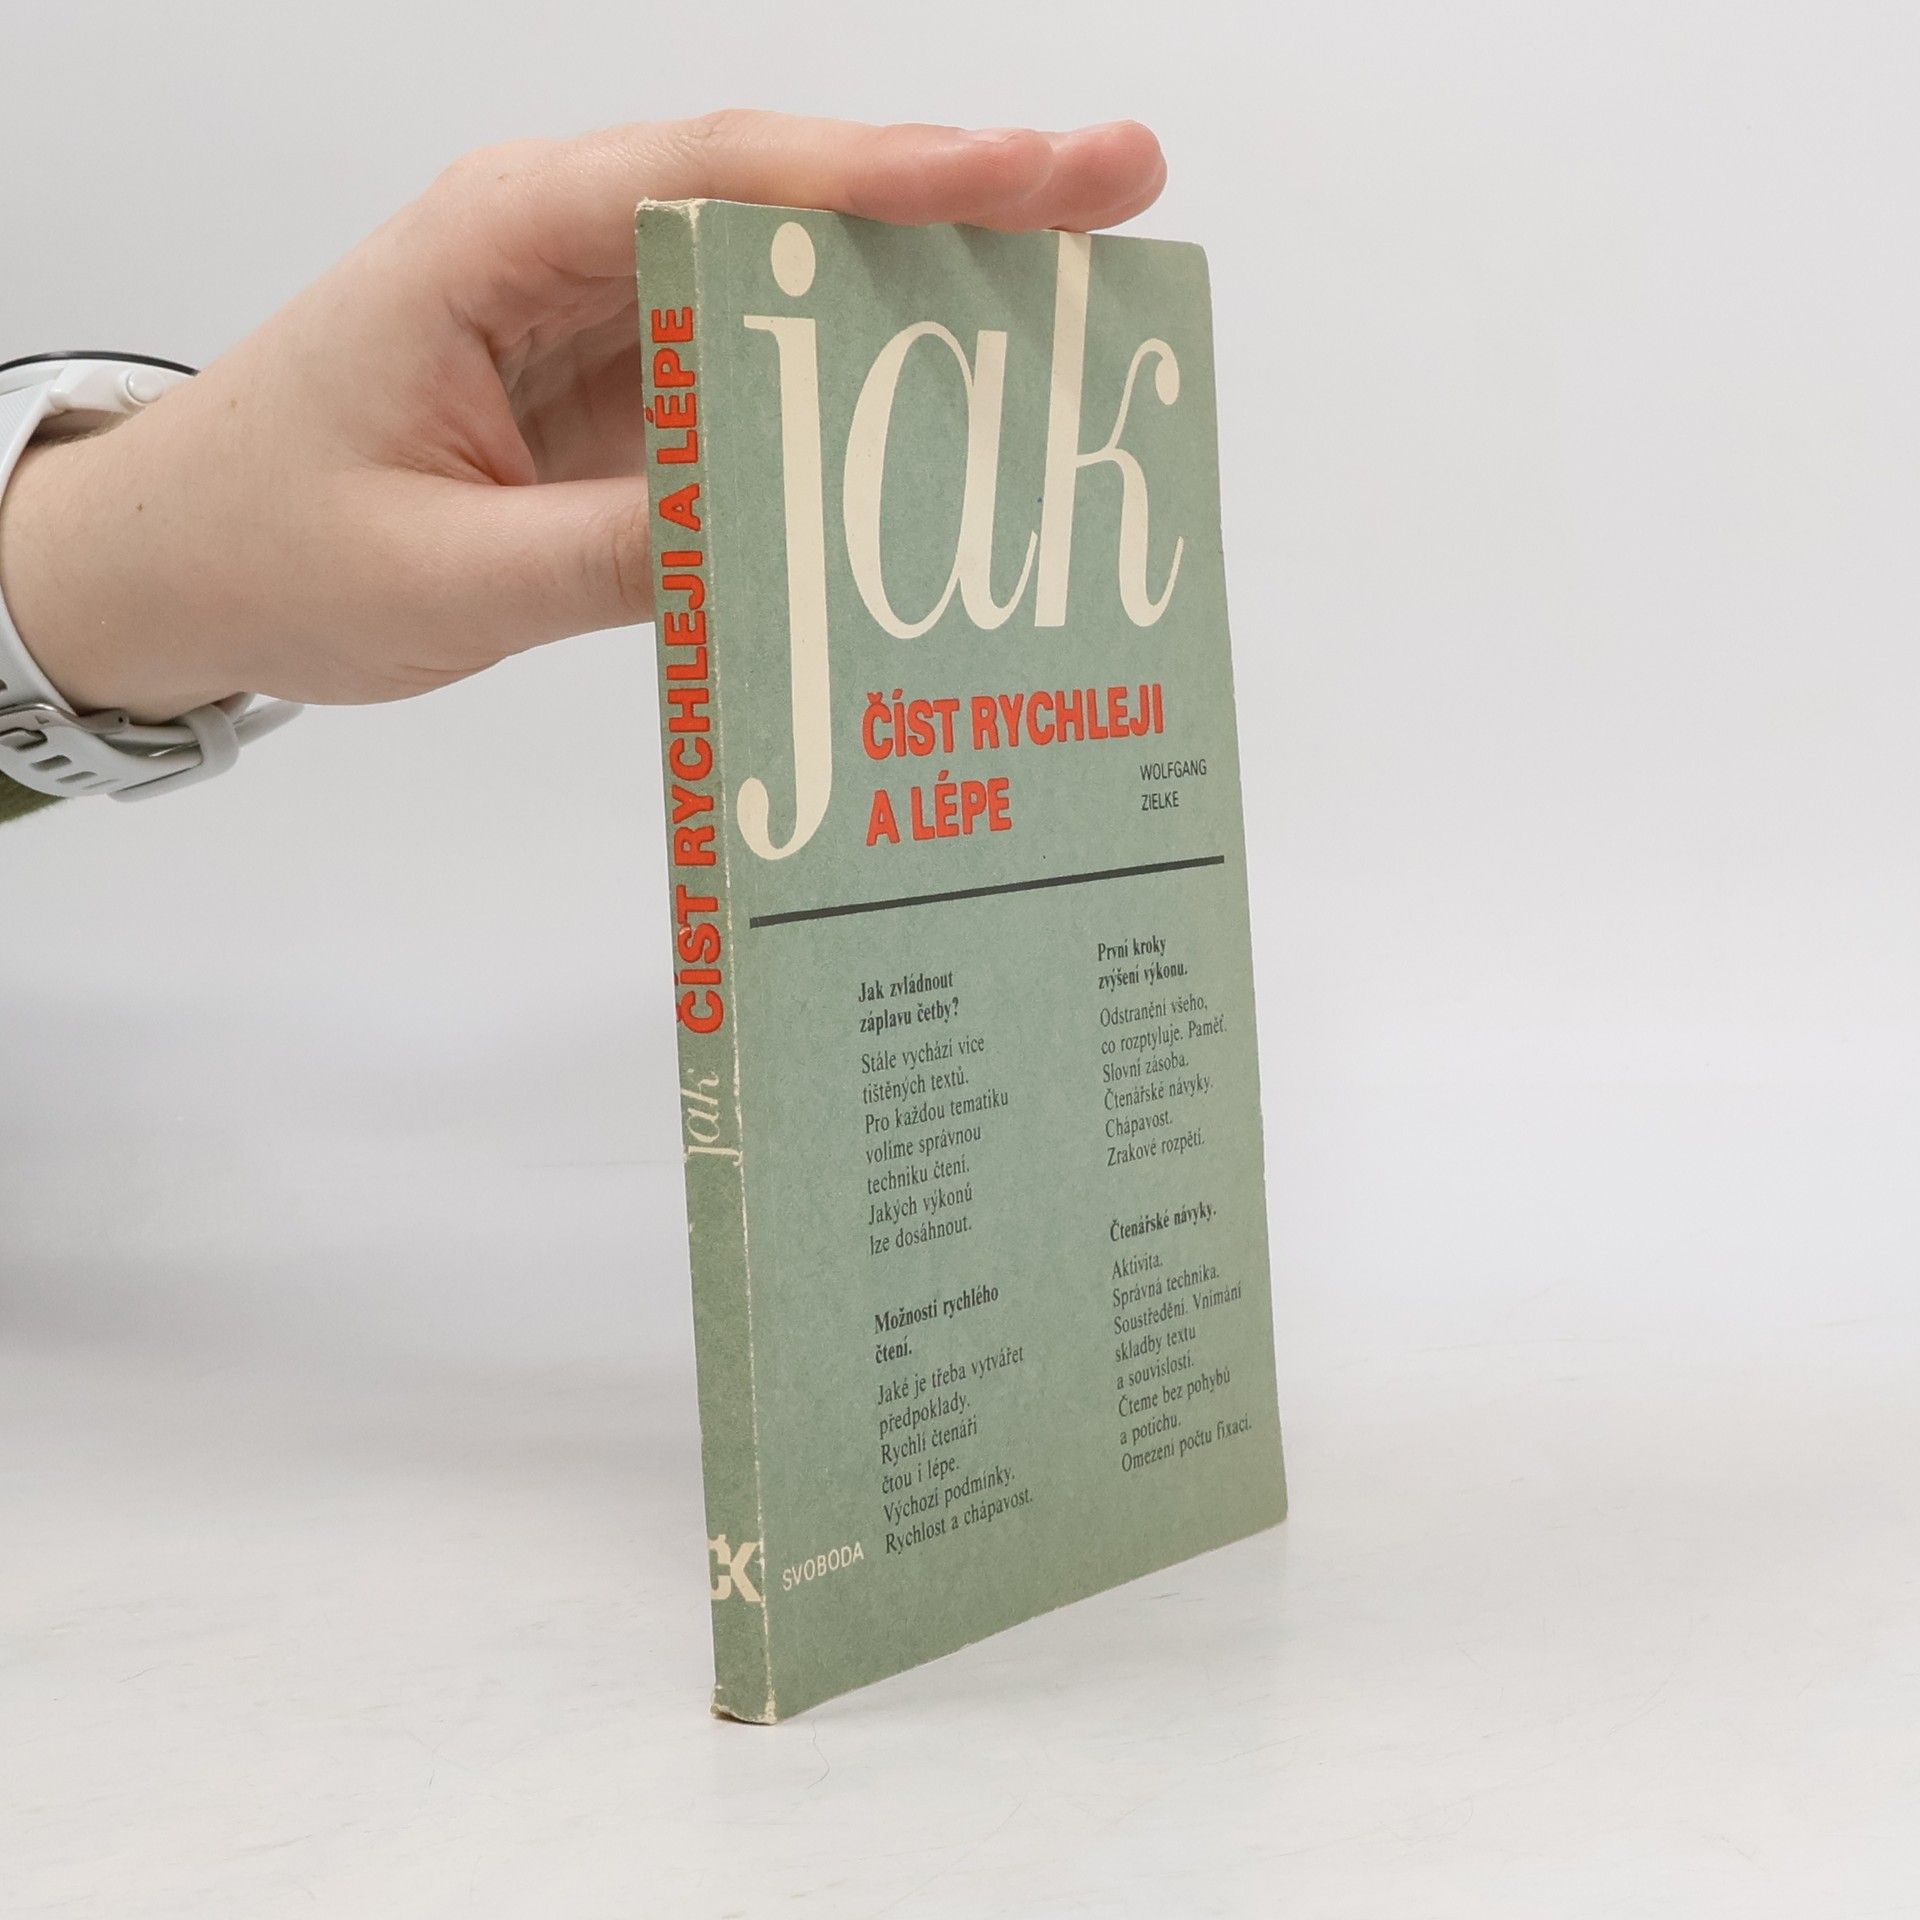 jak ČÍST RYCHLEJI A LÉPE
ČK
jak
ČÍST RYCHLEJI
A LÉPE
WOLFGANG
ZIELKE
Jak zvládnout
záplavu četby?
Stále vychází více
tištěných textů.
Pro každou tematiku
volíme správnou
techniku čtení.
Jakých výkonů
lze dosáhnout.
Možnosti rychlého
čtení.
Jaké je třeba vytvářet
předpoklady.
Rychlí čtenáři
čtou i lépe.
Výchozí podmínky.
Rychlost a chápavost.
První kroky
zvýšení výkonu.
Odstranění všeho,
co rozptyluje. Paměť.
Slovní zásoba.
Čtenářské návyky.
Chápavost.
Zrakové rozpětí.
Čtenářské návyky.
Aktivita.
Správná technika.
Soustředění. Vnímání
skladby textu
a souvislostí.
Čteme bez pohybů
a potichu.
Omezení počtu fixací.
SVOBODA